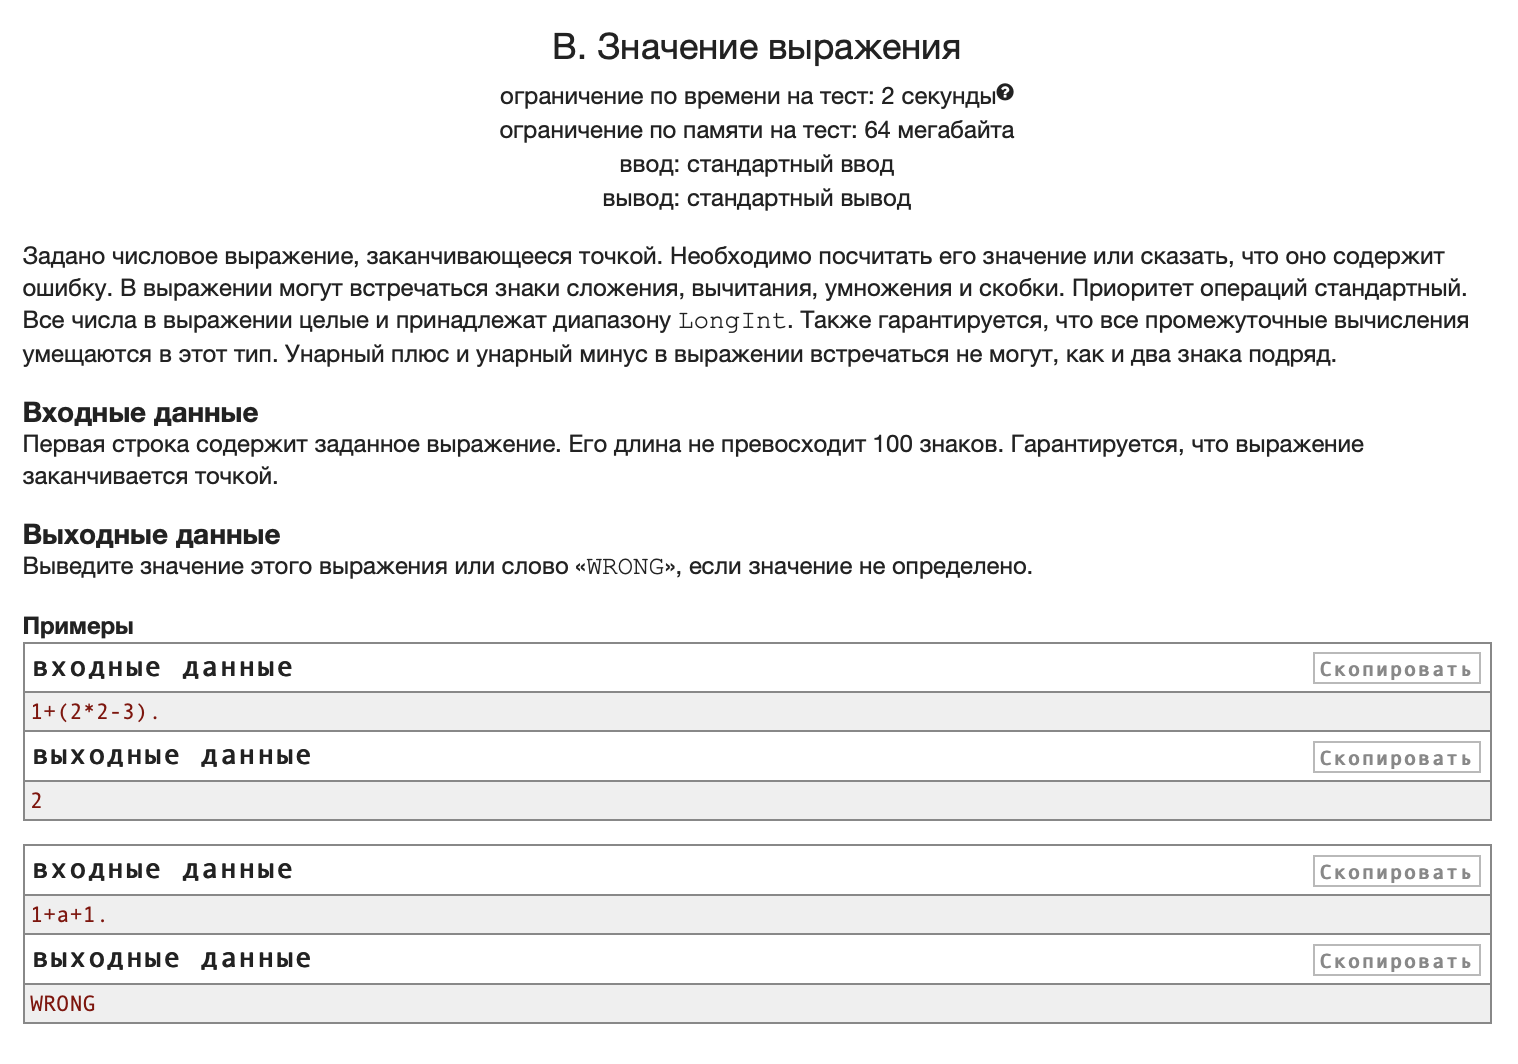 В. Значение выражения
ограничение по времени на тест: 2 секунды?
ограничение по памяти на тест: 64 мегабайта
ввод: стандартный ввод
вывод: стандартный вывод
Задано числовое выражение, заканчивающееся точкой. Необходимо посчитать его значение или сказать, что оно содержит
ошибку. В выражении могут встречаться знаки сложения, вычитания, умножения и скобки. Приоритет операций стандартный.
Все числа в выражении целые и принадлежат диапазону LongInt. Также гарантируется, что все промежуточные вычисления
умещаются в этот тип. Унарный плюс и унарный минус в выражении встречаться не могут, как и два знака подряд.
Входные данные
Первая строка содержит заданное выражение. Его длина не превосходит 100 знаков. Гарантируется, что выражение
заканчивается точкой.
Выходные данные
Выведите значение этого выражения или слово «WRONG», если значение не определено.
Примеры
входные данные
Скопировать
1+(2*2-3).
выходные данные
Скопировать
2
входные данные
Скопировать
1+a+1.
выходные данные
Скопировать
WRONG